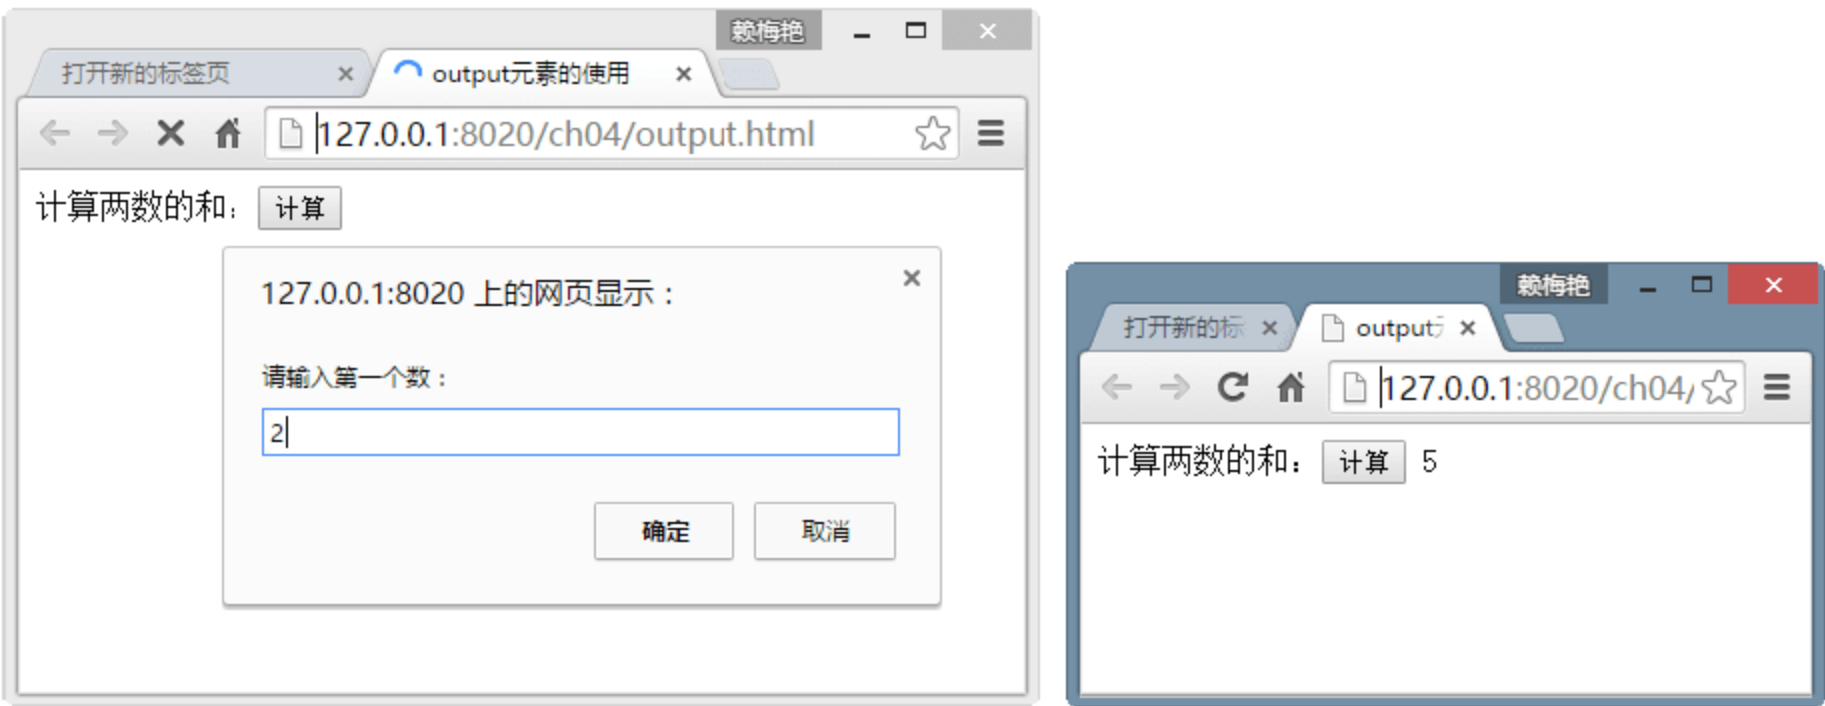 赖梅艳
打开新的标签页 output元素的使用
127.0.0.1:8020/ch04/output.html
计算两数的和： 计算
127.0.0.1:8020 上的网页显示：
请输入第一个数：
2
确定 取消
赖梅艳
打开新的标 output
127.0.0.1:8020/ch04/
计算两数的和： 计算 5